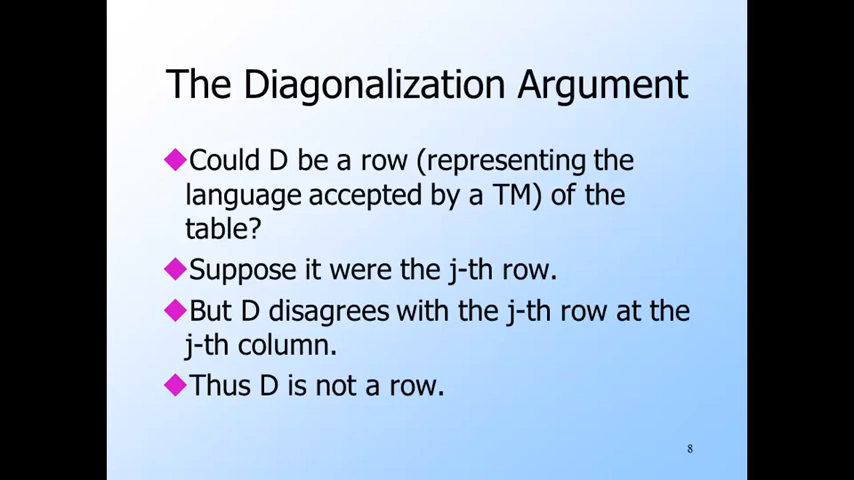 The Diagonalization Argument
Could D be a row (representing the
language accepted by a TM) of the
table?
Suppose it were the j-th row.
But D disagrees with the j-th row at the
j-th column.
Thus D is not a row.
8